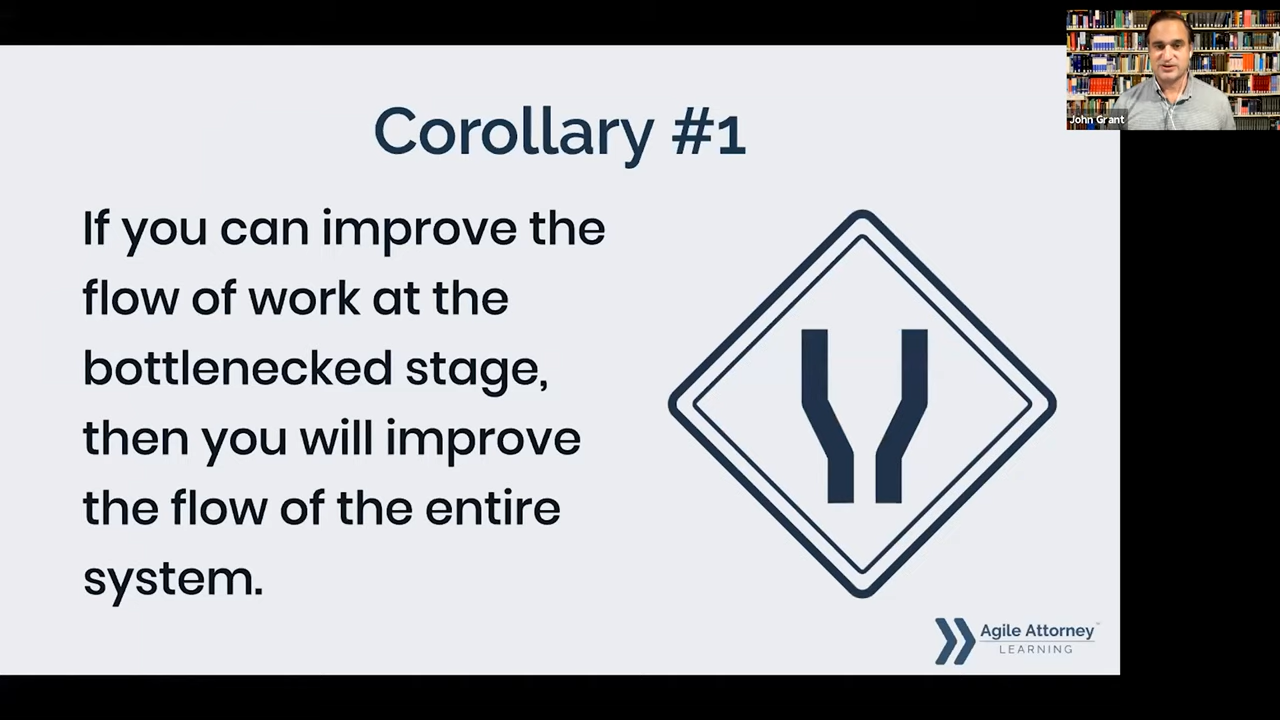 Corollary #1
If you can improve the
flow of work at the
bottlenecked stage,
then you will improve
the flow of the entire
system.
Agile Attorney™
LEARNING
John Grant